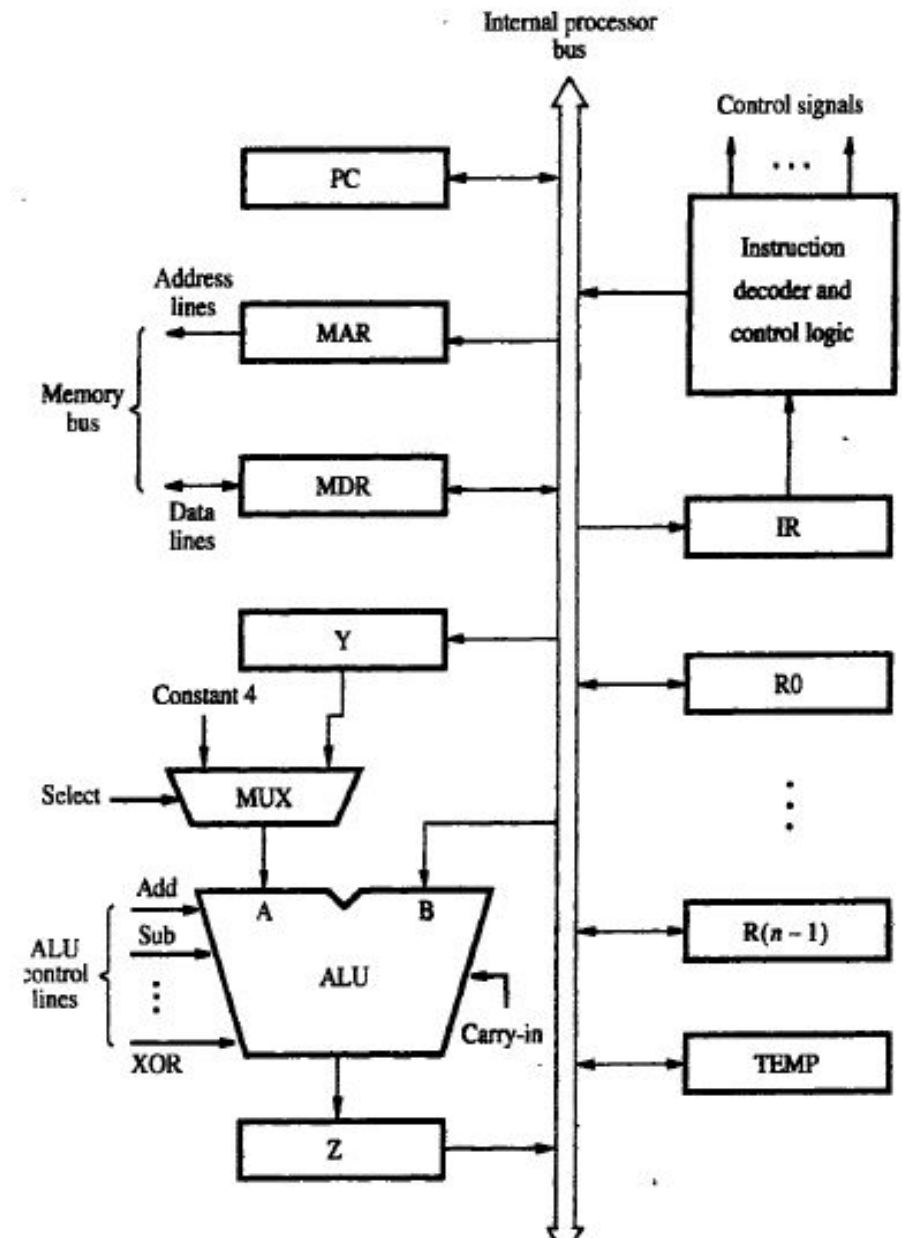 Internal processor
bus
Control signals
...
PC
Instruction
decoder and
control logic
Address
lines
MAR
Memory
bus
MDR
Data
lines
IR
Y
R0
Constant 4
Select
MUX
Add
A
B
R(n - 1)
Sub
ALU
control
lines
ALU
Carry-in
XOR
TEMP
Z